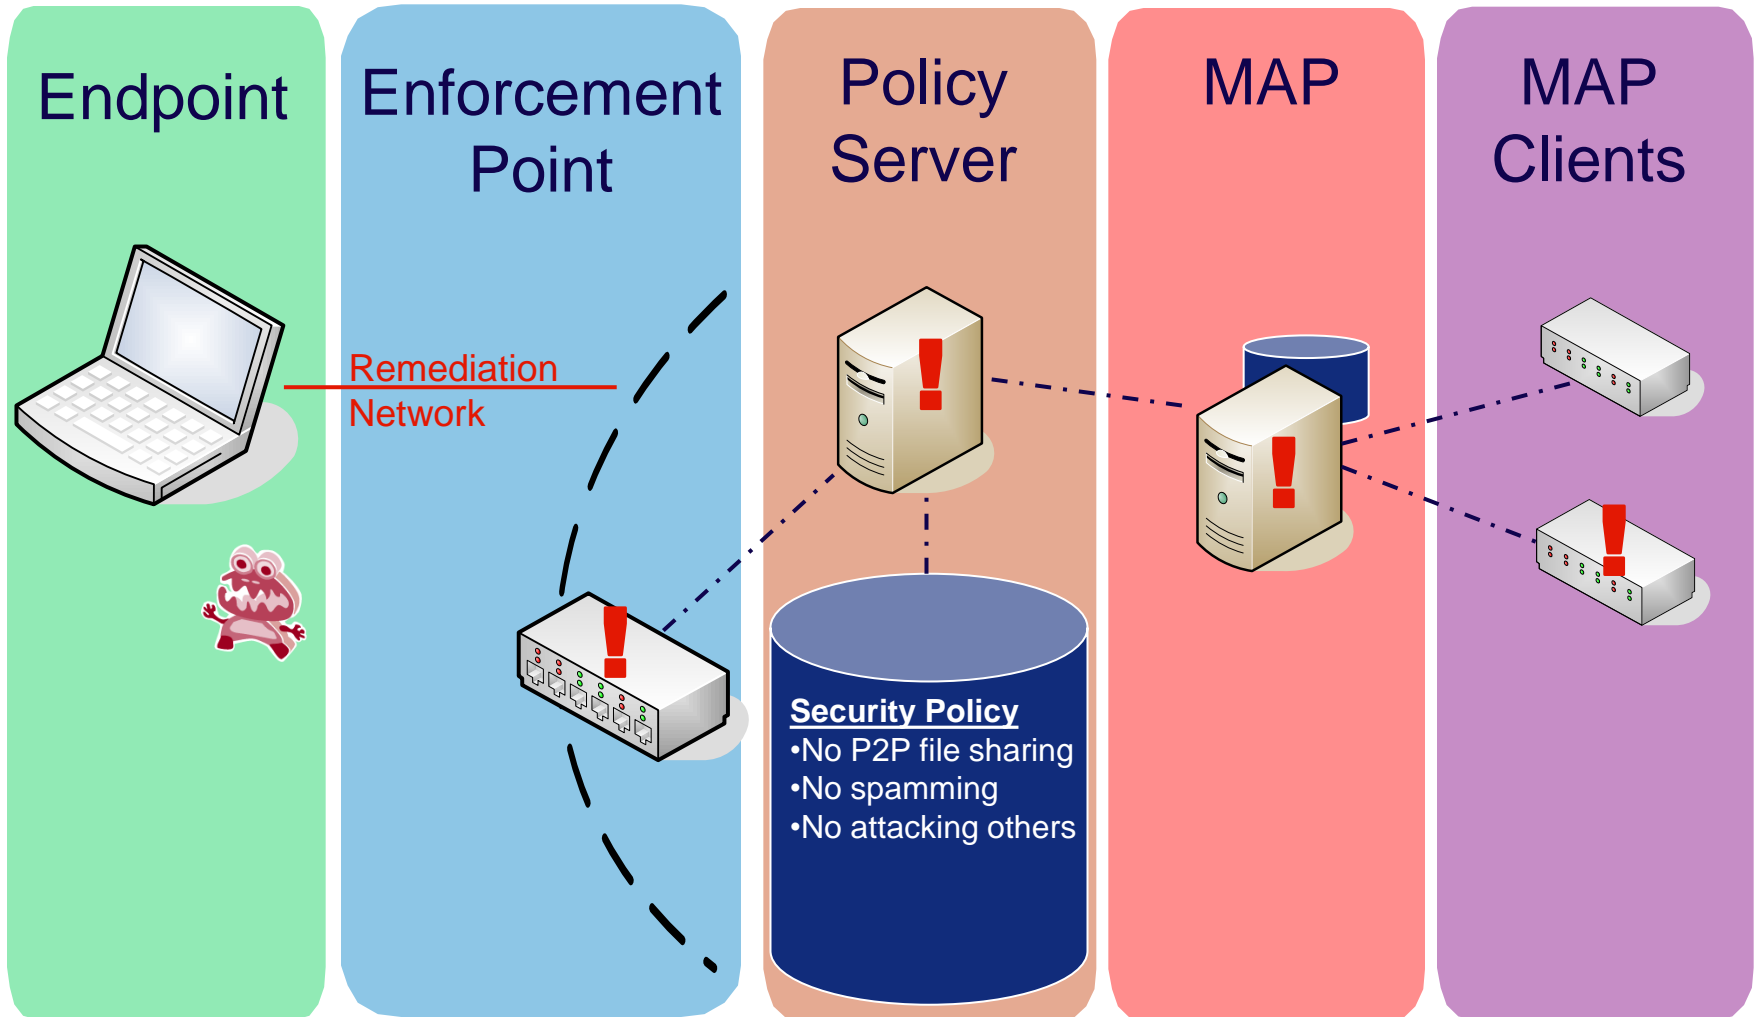 Endpoint
Enforcement
Point
Policy
Server
MAP
MAP
Clients
Remediation
Network
Security Policy
•No P2P file sharing
•No spamming
•No attacking others